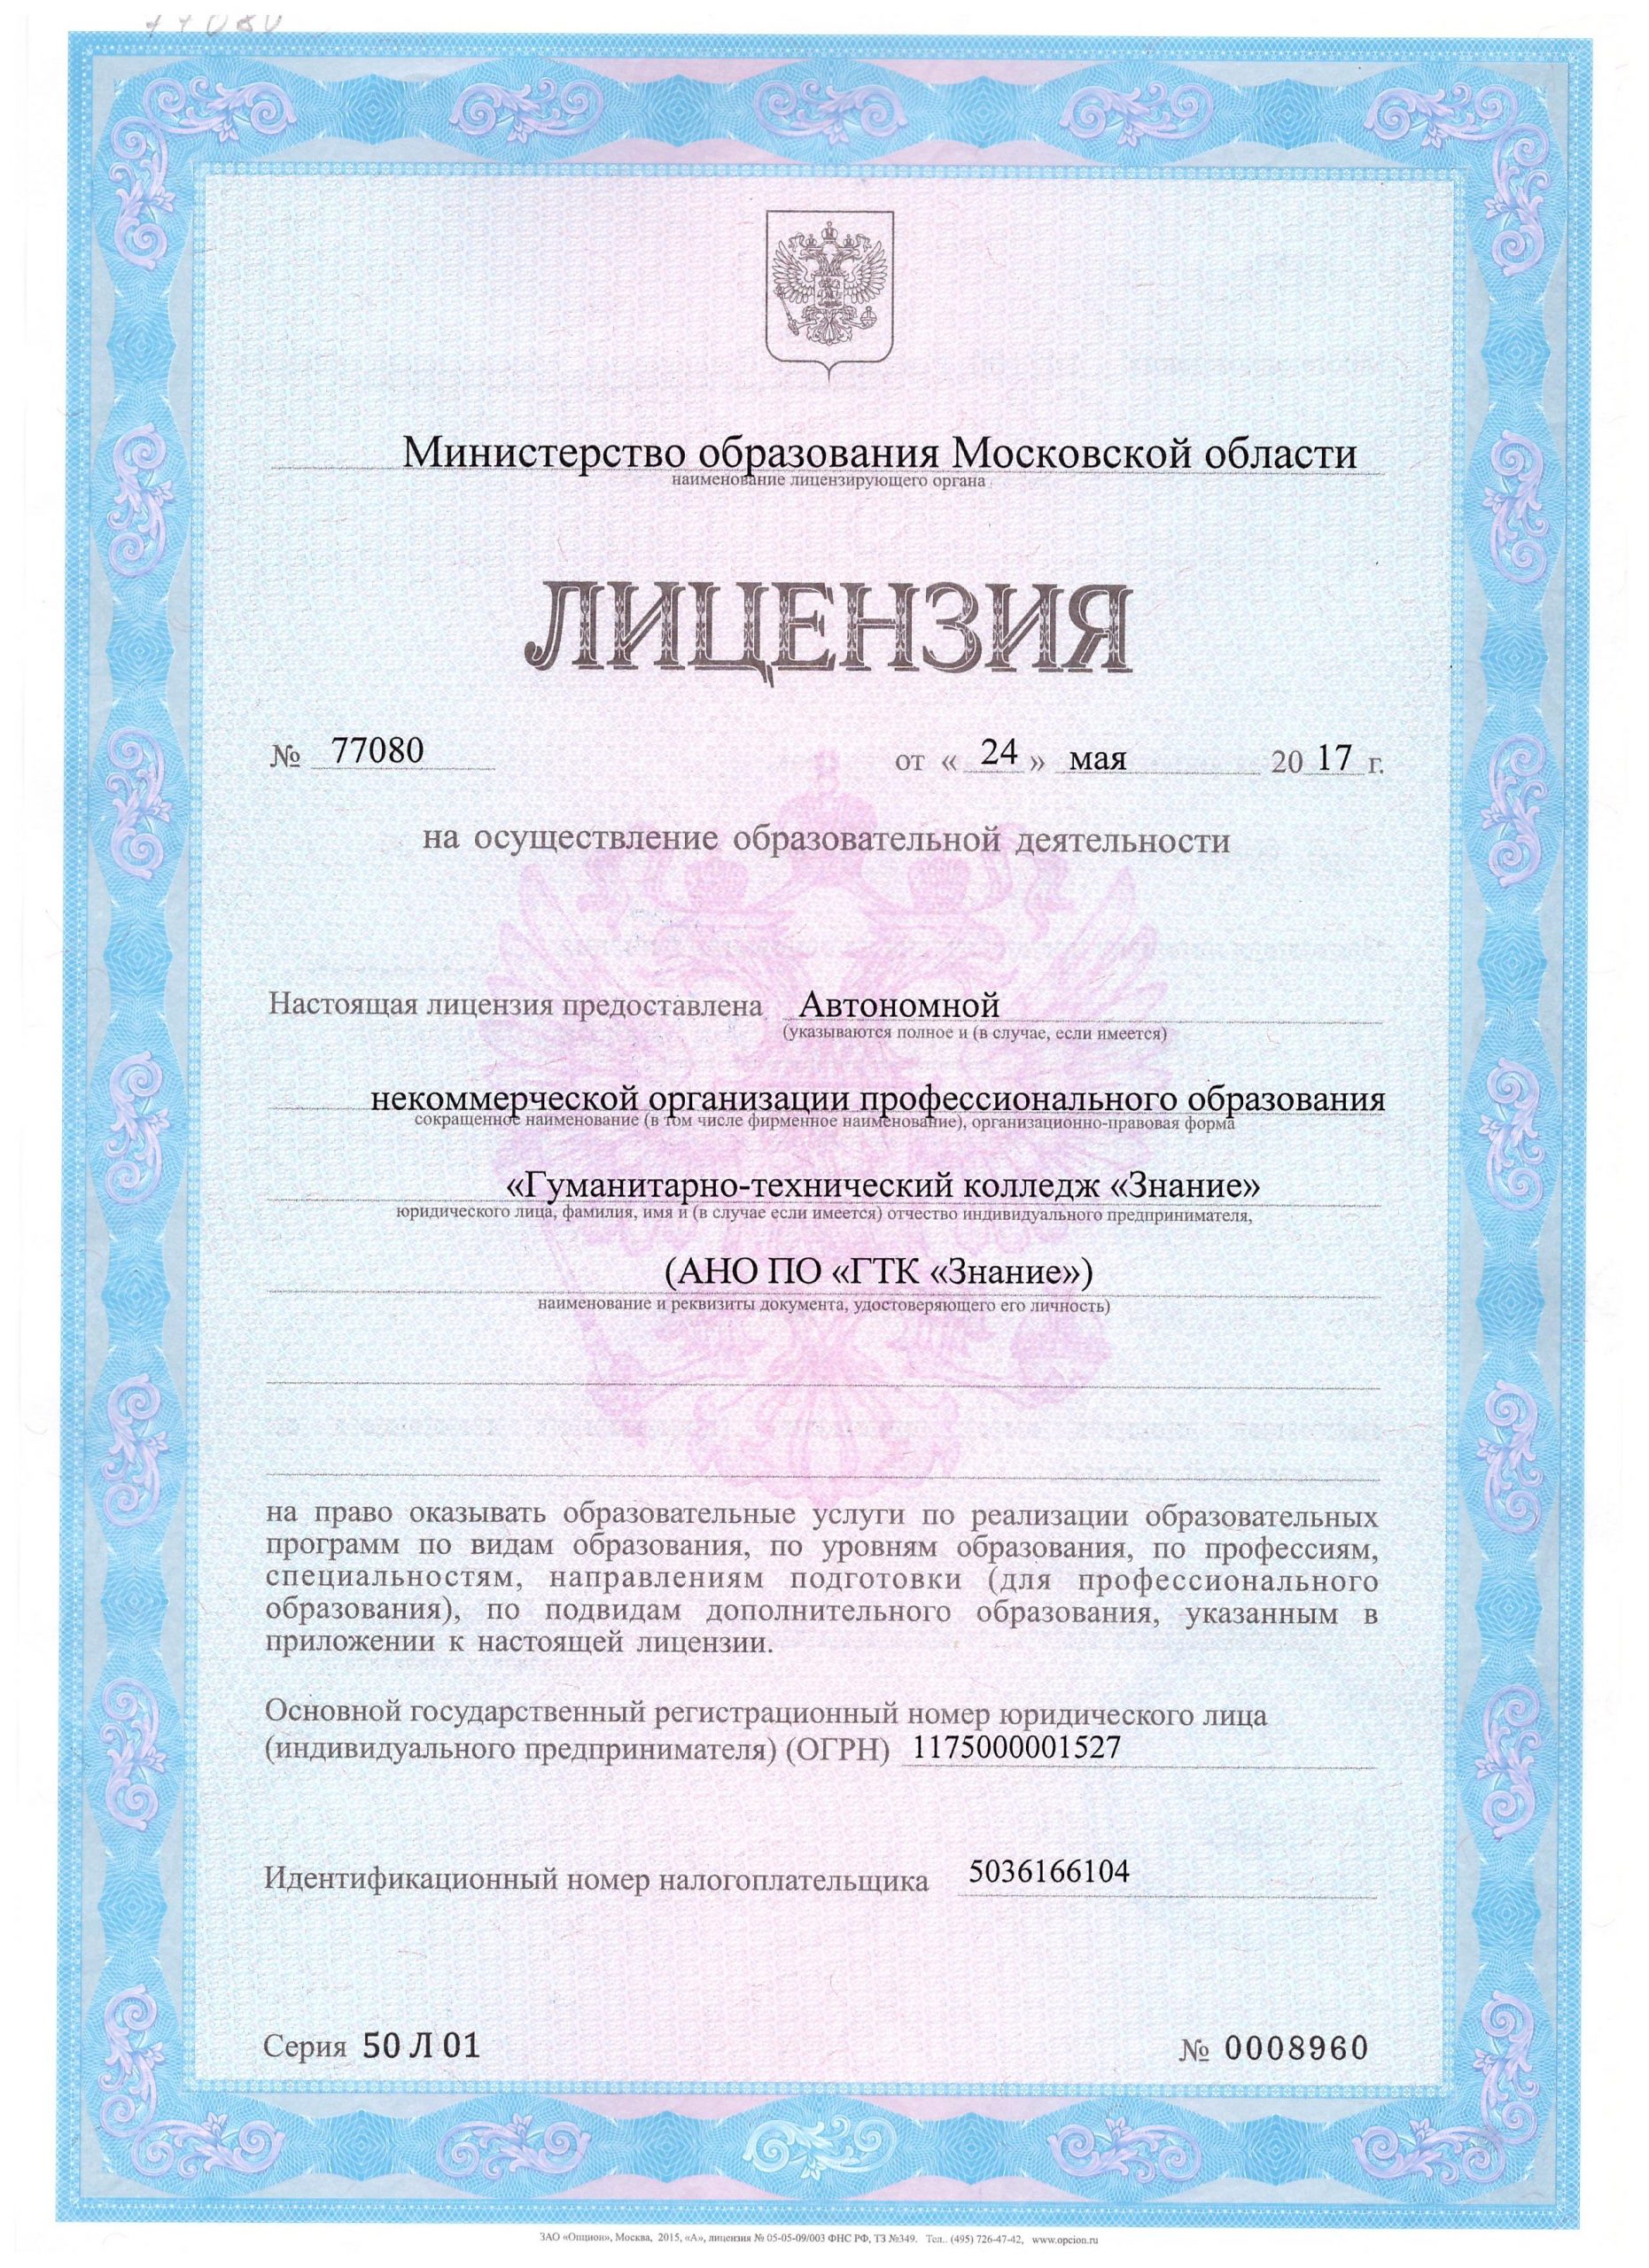 77080
Министерство образования Московской области
наименование лицензирующего органа
ЛИЦЕНЗИЯ
№ 77080 от « 24 » мая 20 17 г.
на осуществление образовательной деятельности
Настоящая лицензия предоставлена Автономной
(указываются полное и (в случае, если имеется)
некоммерческой организации профессионального образования
сокращенное наименование (в том числе фирменное наименование), организационно-правовая форма
«Гуманитарно-технический колледж «Знание»
юридического лица, фамилия, имя и (в случае если имеется) отчество индивидуального предпринимателя,
(АНО ПО «ГТК «Знание»)
наименование и реквизиты документа, удостоверяющего его личность)
на право оказывать образовательные услуги по реализации образовательных
программ по видам образования, по уровням образования, по профессиям,
специальностям, направлениям подготовки (для профессионального
образования), по подвидам дополнительного образования, указанным в
приложении к настоящей лицензии.
Основной государственный регистрационный номер юридического лица
(индивидуального предпринимателя) (ОГРН) 1175000001527
Идентификационный номер налогоплательщика 5036166104
Серия 50 Л 01 № 0008960
ЗАО «Опцион», Москва, 2015, «А», лицензия № 05-05-09/003 ФНС РФ, ТЗ №349. Тел.. (495) 726-47-42, www.opcion.ru